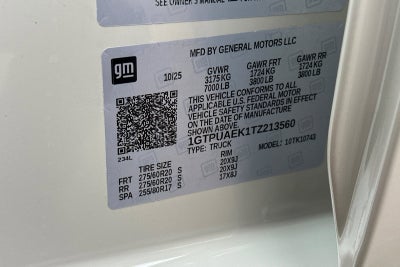 SEE OWNER'S MANUAL
gm
MFD BY GENERAL MOTORS LLC
10/25 GVWR GAWR FRT GAWR RR
3175 KG 1724 KG 1724 KG
7000 LB 3800 LB 3800 LB
THIS VEHICLE CONFORMS TO ALL
APPLICABLE U.S. FEDERAL MOTOR
VEHICLE SAFETY STANDARDS IN EFFECT
ON THE DATE OF MANUFACTURE
SHOWN ABOVE.
1GTPUAEK1TZ213560
TYPE: TRUCK MODEL: 10TK10743
234L
TIRE SIZE RIM
FRT 275/60R20 S 20X9J
RR 275/60R20 S 20X9J
SPA 255/80R17 S 17X8J